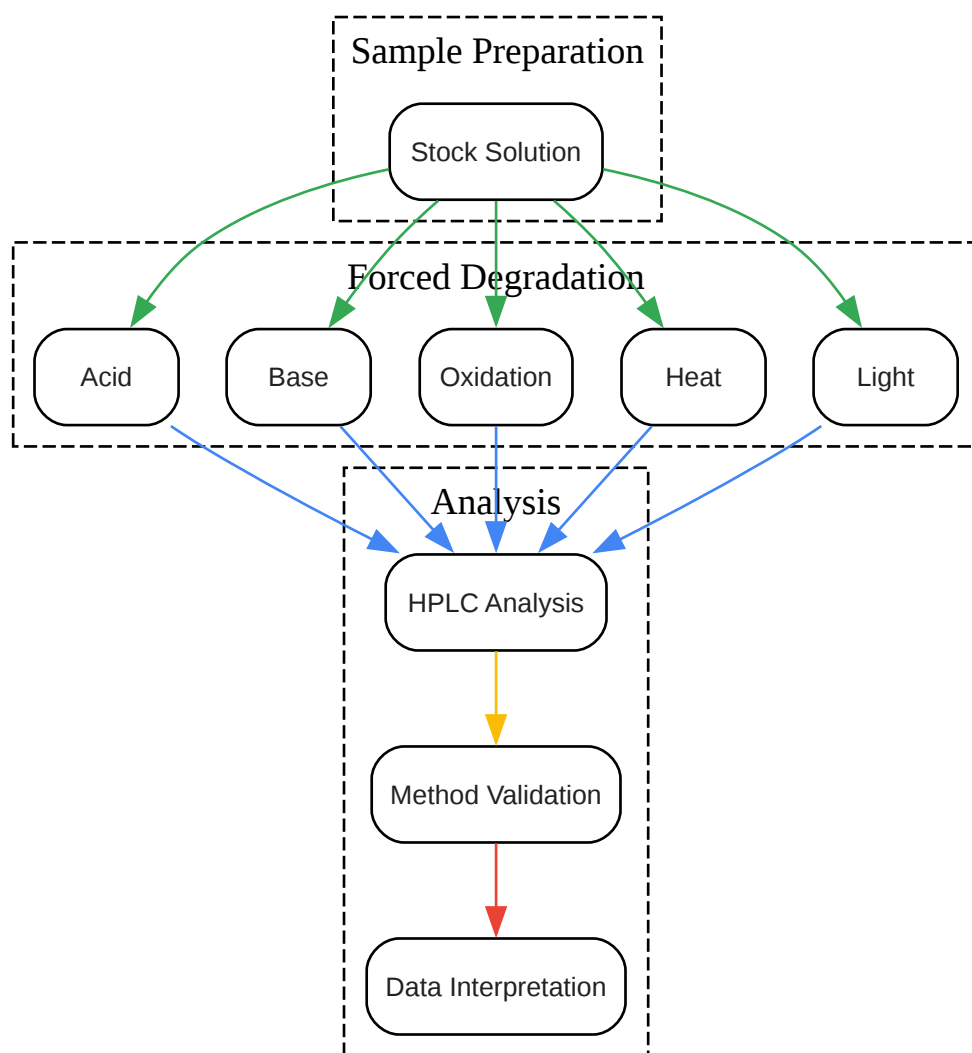 Sample Preparation
Stock Solution
Forced Degradation
Acid
Base
Oxidation
Heat
Light
Analysis
HPLC Analysis
Method Validation
Data Interpretation